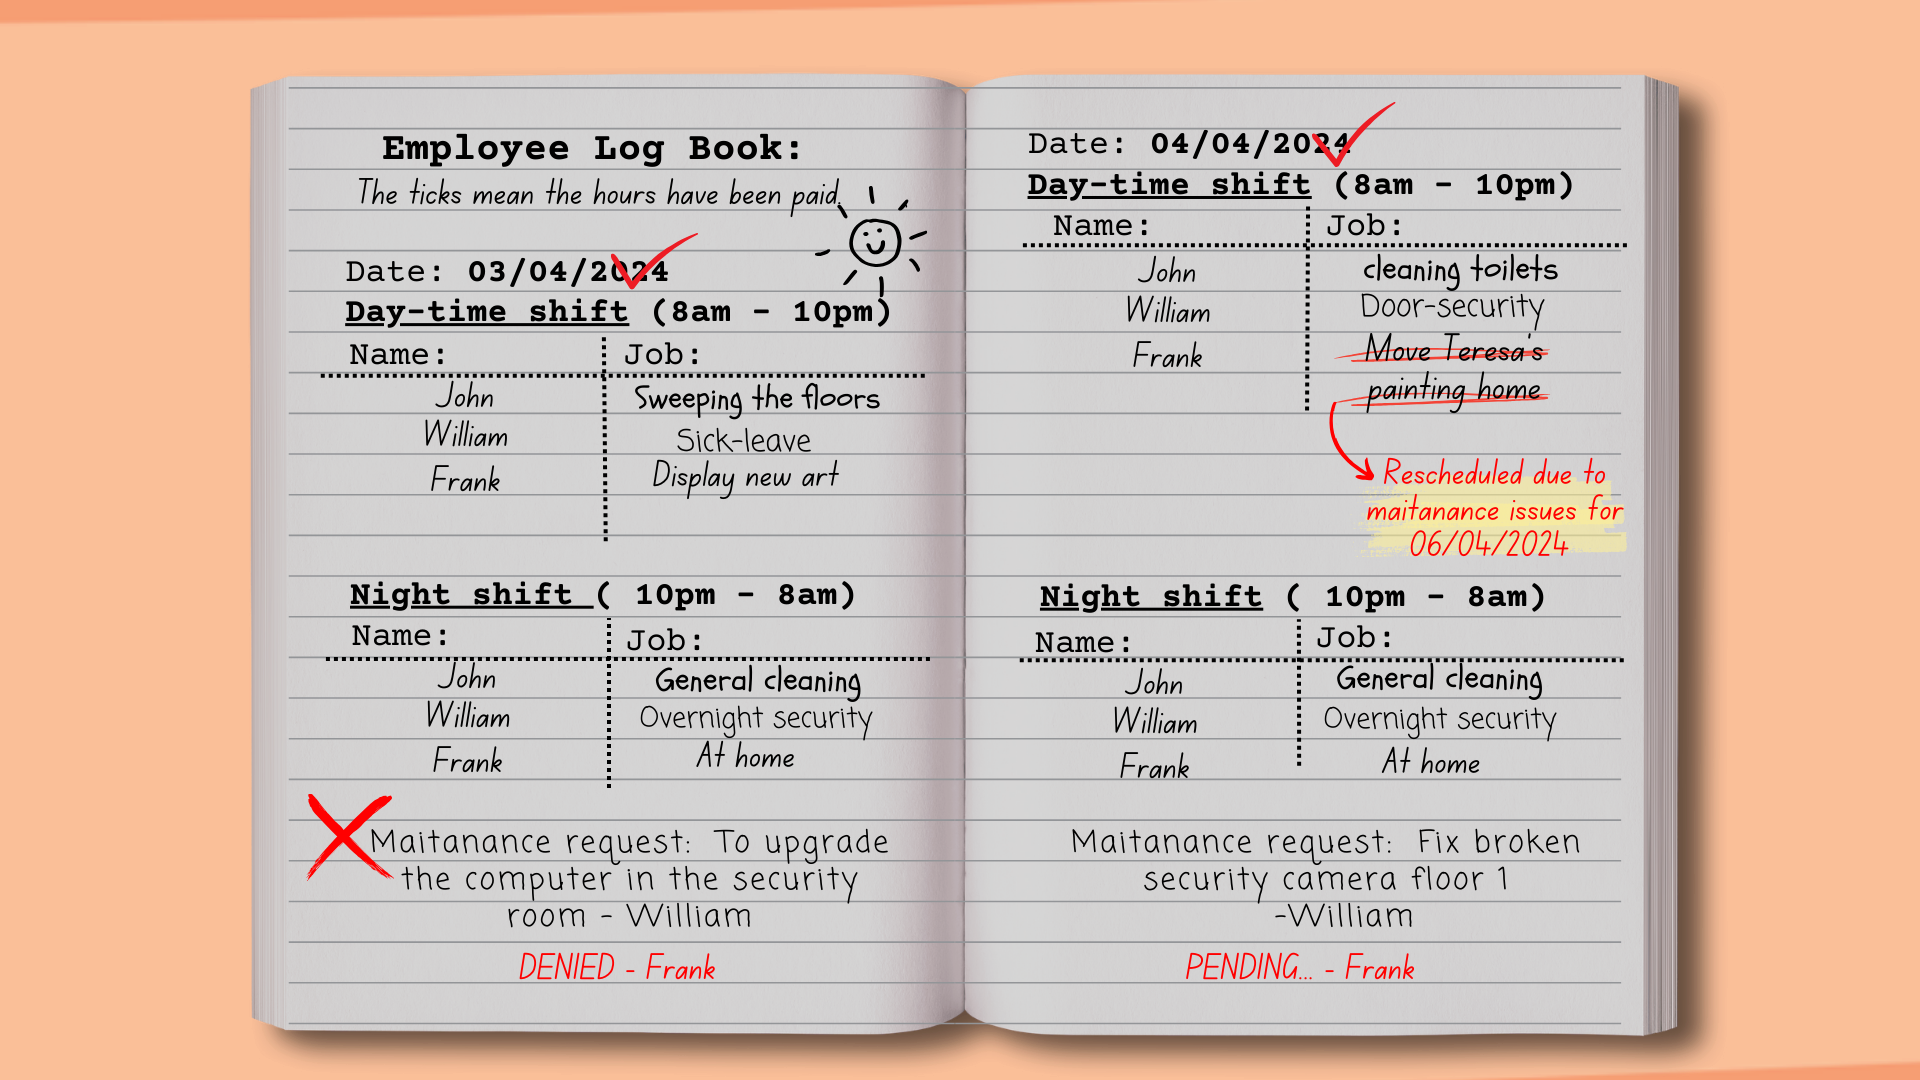 Employee Log Book:
The ticks mean the hours have been paid.
Date: 03/04/2024
Day-time shift (8am - 10pm)
Name: Job:
John Sweeping the floors
William Sick-leave
Frank Display new art
Night shift ( 10pm - 8am)
Name: Job:
John General cleaning
William Overnight security
Frank At home
Maitanance request: To upgrade
the computer in the security
room - William
DENIED - Frank
Date: 04/04/2024
Day-time shift (8am - 10pm)
Name: Job:
John cleaning toilets
William Door-security
Frank Move Teresa's
painting home
Rescheduled due to
maitanance issues for
06/04/2024
Night shift ( 10pm - 8am)
Name: Job:
John General cleaning
William Overnight security
Frank At home
Maitanance request: Fix broken
security camera floor 1
-William
PENDING... - Frank